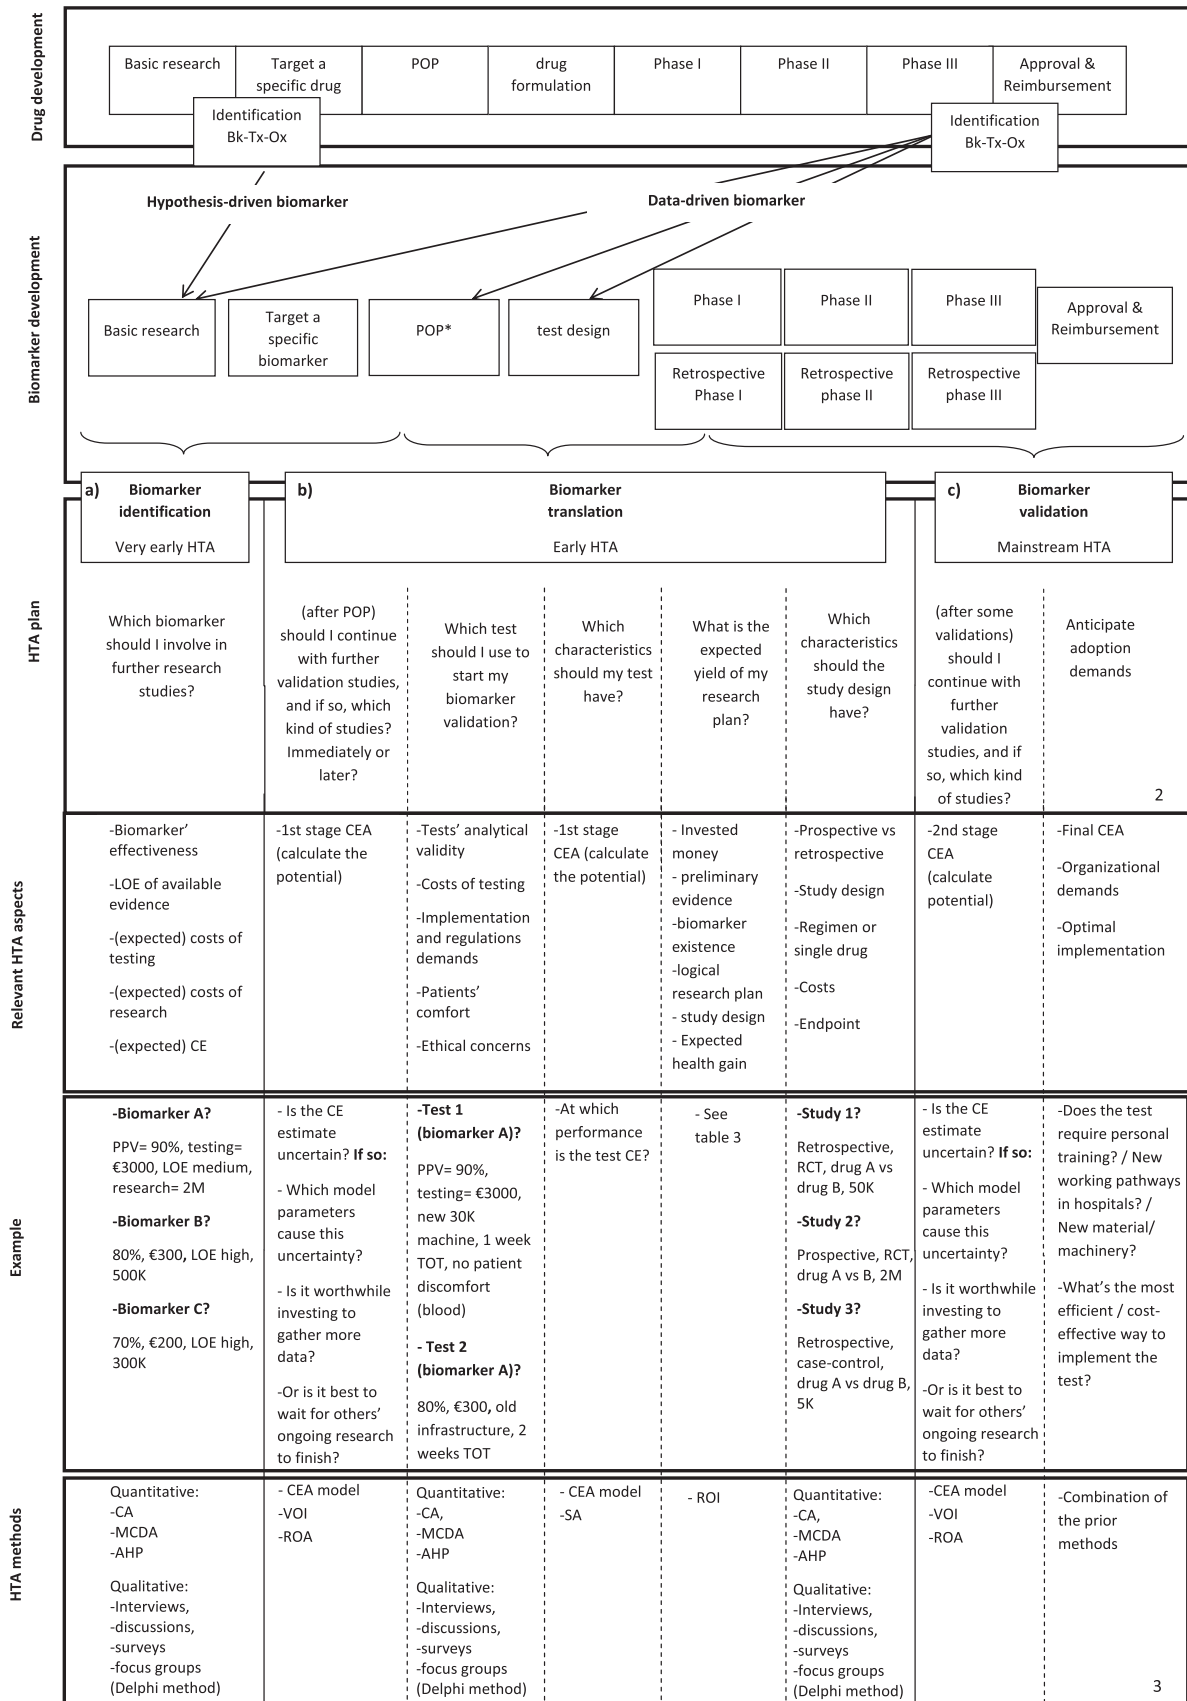 Drug development
Basic research
Target a
specific drug
POP
drug
formulation
Phase I
Phase II
Phase III
Approval &
Reimbursement
Identification
Bk-Tx-Ox
Identification
Bk-Tx-Ox
Biomarker development
Hypothesis-driven biomarker
Data-driven biomarker
Basic research
Target a
specific
biomarker
POP*
test design
Phase I
Phase II
Phase III
Approval &
Reimbursement
Retrospective
Phase I
Retrospective
phase II
Retrospective
phase III
a) Biomarker
identification
Very early HTA
b) Biomarker
translation
Early HTA
c) Biomarker
validation
Mainstream HTA
HTA plan
Which biomarker
should I involve in
further research
studies?
(after POP)
should I continue
with further
validation studies,
and if so, which
kind of studies?
Immediately or
later?
Which test
should I use to
start my
biomarker
validation?
Which
characteristics
should my test
have?
What is the
expected
yield of my
research
plan?
Which
characteristics
should the
study design
have?
(after some
validations)
should I
continue with
further
validation
studies, and if
so, which kind
of studies?
Anticipate
adoption
demands
2
Relevant HTA aspects
-Biomarker’
effectiveness
-LOE of available
evidence
-(expected) costs of
testing
-(expected) costs of
research
-(expected) CE
-1st stage CEA
(calculate the
potential)
-Tests’ analytical
validity
-Costs of testing
-Implementation
and regulations
demands
-Patients’
comfort
-Ethical concerns
-1st stage
CEA (calculate
the potential)
- Invested
money
- preliminary
evidence
-biomarker
existence
-logical
research plan
- study design
- Expected
health gain
-Prospective vs
retrospective
-Study design
-Regimen or
single drug
-Costs
-Endpoint
-2nd stage
CEA
(calculate
potential)
-Final CEA
-Organizational
demands
-Optimal
implementation
Example
-Biomarker A?
PPV= 90%, testing=
€3000, LOE medium,
research= 2M
-Biomarker B?
80%, €300, LOE high,
500K
-Biomarker C?
70%, €200, LOE high,
300K
- Is the CE
estimate
uncertain? If so:
- Which model
parameters
cause this
uncertainty?
- Is it worthwhile
investing to
gather more
data?
-Or is it best to
wait for others’
ongoing research
to finish?
-Test 1
(biomarker A)?
PPV= 90%,
testing= €3000,
new 30K
machine, 1 week
TOT, no patient
discomfort
(blood)
- Test 2
(biomarker A)?
80%, €300, old
infrastructure, 2
weeks TOT
-At which
performance
is the test CE?
- See
table 3
-Study 1?
Retrospective,
RCT, drug A vs
drug B, 50K
-Study 2?
Prospective, RCT,
drug A vs B, 2M
-Study 3?
Retrospective,
case-control,
drug A vs drug B,
5K
- Is the CE
estimate
uncertain? If so:
- Which model
parameters
cause this
uncertainty?
- Is it worthwhile
investing to
gather more
data?
-Or is it best to
wait for others’
ongoing research
to finish?
-Does the test
require personal
training? / New
working pathways
in hospitals? /
New material/
machinery?
-What’s the most
efficient / cost-
effective way to
implement the
test?
HTA methods
Quantitative:
-CA
-MCDA
-AHP
Qualitative:
-Interviews,
-discussions,
-surveys
-focus groups
(Delphi method)
- CEA model
-VOI
-ROA
Quantitative:
-CA,
-MCDA
-AHP
Qualitative:
-Interviews,
-discussions,
-surveys
-focus groups
(Delphi method)
- CEA model
-SA
- ROI
Quantitative:
-CA,
-MCDA
-AHP
Qualitative:
-Interviews,
-discussions,
-surveys
-focus groups
(Delphi method)
-CEA model
-VOI
-ROA
-Combination of
the prior
methods
3